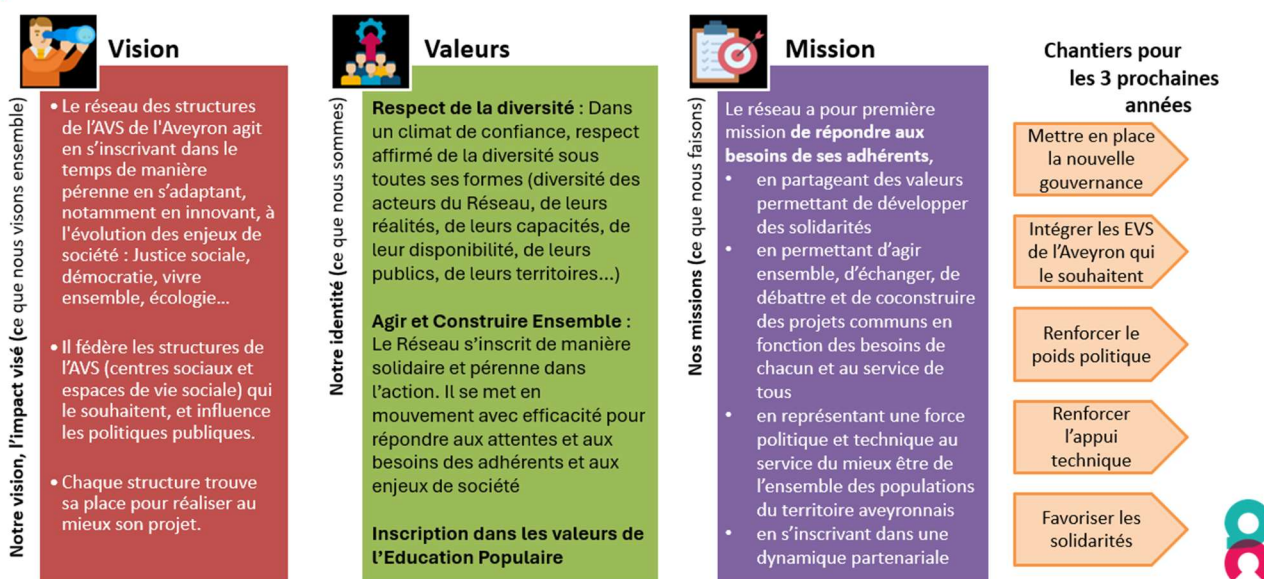 Vision
Notre vision, l'impact visé (ce que nous visons ensemble)
• Le réseau des structures
de l'AVS de l'Aveyron agit
en s'inscrivant dans le
temps de manière
pérenne en s'adaptant,
notamment en innovant, à
l'évolution des enjeux de
société : Justice sociale,
démocratie, vivre
ensemble, écologie...
• Il fédère les structures de
l'AVS (centres sociaux et
espaces de vie sociale) qui
le souhaitent, et influence
les politiques publiques.
• Chaque structure trouve
sa place pour réaliser au
mieux son projet.
Valeurs
Notre identité (ce que nous sommes)
Respect de la diversité : Dans
un climat de confiance, respect
affirmé de la diversité sous
toutes ses formes (diversité des
acteurs du Réseau, de leurs
réalités, de leurs capacités, de
leur disponibilité, de leurs
publics, de leurs territoires...)
Agir et Construire Ensemble :
Le Réseau s'inscrit de manière
solidaire et pérenne dans
l'action. Il se met en
mouvement avec efficacité pour
répondre aux attentes et aux
besoins des adhérents et aux
enjeux de société
Inscription dans les valeurs de
l'Education Populaire
Mission
Nos missions (ce que nous faisons)
Le réseau a pour première
mission de répondre aux
besoins de ses adhérents,
• en partageant des valeurs
permettant de développer
des solidarités
• en permettant d'agir
ensemble, d'échanger, de
débattre et de coconstruire
des projets communs en
fonction des besoins de
chacun et au service de
tous
• en représentant une force
politique et technique au
service du mieux être de
l'ensemble des populations
du territoire aveyronnais
• en s'inscrivant dans une
dynamique partenariale
Chantiers pour
les 3 prochaines
années
Mettre en place
la nouvelle
gouvernance
Intégrer les EVS
de l'Aveyron qui
le souhaitent
Renforcer le
poids politique
Renforcer
l'appui
technique
Favoriser les
solidarités